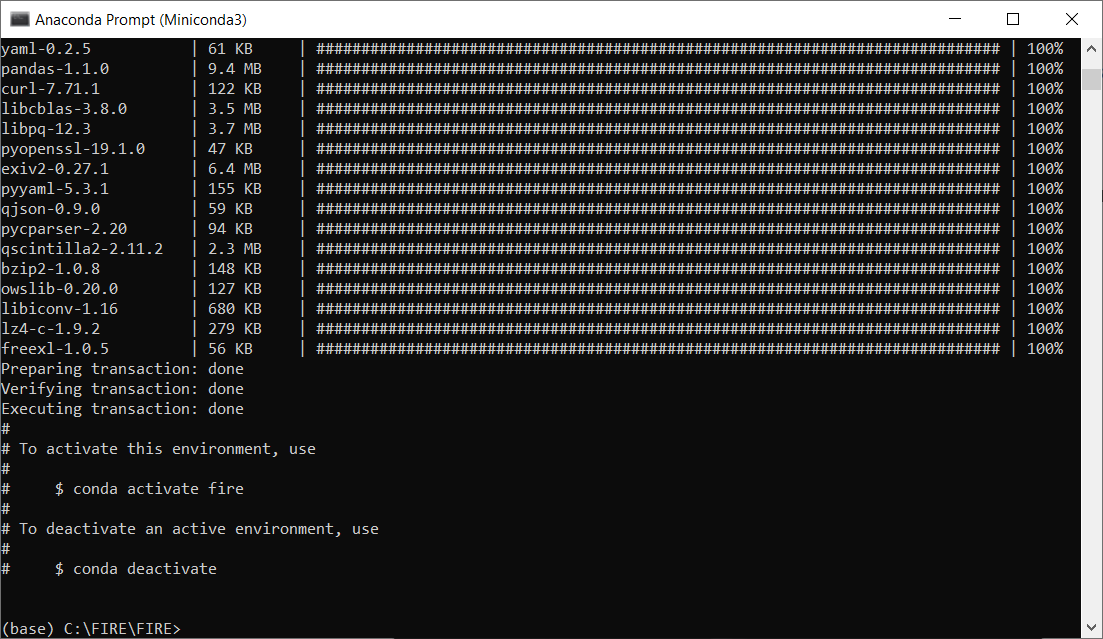 Anaconda Prompt (Miniconda3)
yaml-0.2.5           | 61 KB     | ############################################################################ | 100%
pandas-1.1.0         | 9.4 MB    | ############################################################################ | 100%
curl-7.71.1          | 122 KB    | ############################################################################ | 100%
libcblas-3.8.0       | 3.5 MB    | ############################################################################ | 100%
libpq-12.3           | 3.7 MB    | ############################################################################ | 100%
pyopenssl-19.1.0     | 47 KB     | ############################################################################ | 100%
exiv2-0.27.1         | 6.4 MB    | ############################################################################ | 100%
pyyaml-5.3.1         | 155 KB    | ############################################################################ | 100%
qjson-0.9.0          | 59 KB     | ############################################################################ | 100%
pycparser-2.20       | 94 KB     | ############################################################################ | 100%
qscintilla2-2.11.2   | 2.3 MB    | ############################################################################ | 100%
bzip2-1.0.8          | 148 KB    | ############################################################################ | 100%
owslib-0.20.0        | 127 KB    | ############################################################################ | 100%
libiconv-1.16        | 680 KB    | ############################################################################ | 100%
lz4-c-1.9.2          | 279 KB    | ############################################################################ | 100%
freexl-1.0.5         | 56 KB     | ############################################################################ | 100%
Preparing transaction: done
Verifying transaction: done
Executing transaction: done
#
# To activate this environment, use
#
#     $ conda activate fire
#
# To deactivate an active environment, use
#
#     $ conda deactivate
(base) C:\FIRE\FIRE>